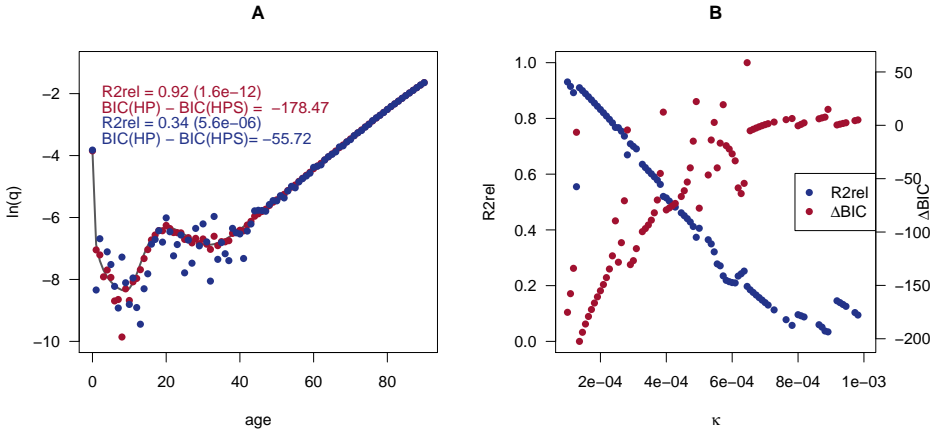 A
R2rel = 0.92 (1.6e−12)
BIC(HP) − BIC(HPS) = −178.47
R2rel = 0.34 (5.6e−06)
BIC(HP) − BIC(HPS)= −55.72
ln(q)
−2
−4
−6
−8
−10
0 20 40 60 80
age
B
R2rel
1.0
0.8
0.6
0.4
0.2
0.0
R2rel
ΔBIC
50
0
−50
−100
−150
−200
ΔBIC
2e−04 4e−04 6e−04 8e−04 1e−03
κ